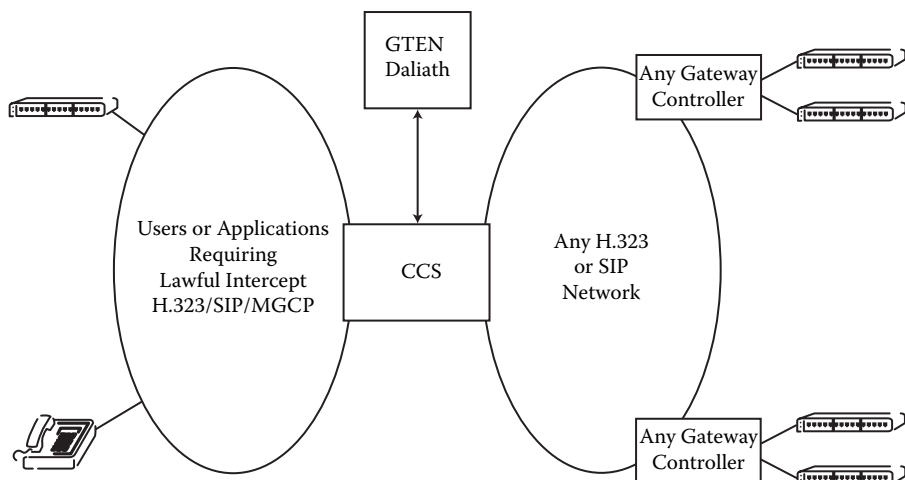 GTEN
Daliath
Any Gateway
Controller
Users or Applications
Requiring
Lawful Intercept
H.323/SIP/MGCP
CCS
Any H.323
or SIP
Network
Any Gateway
Controller